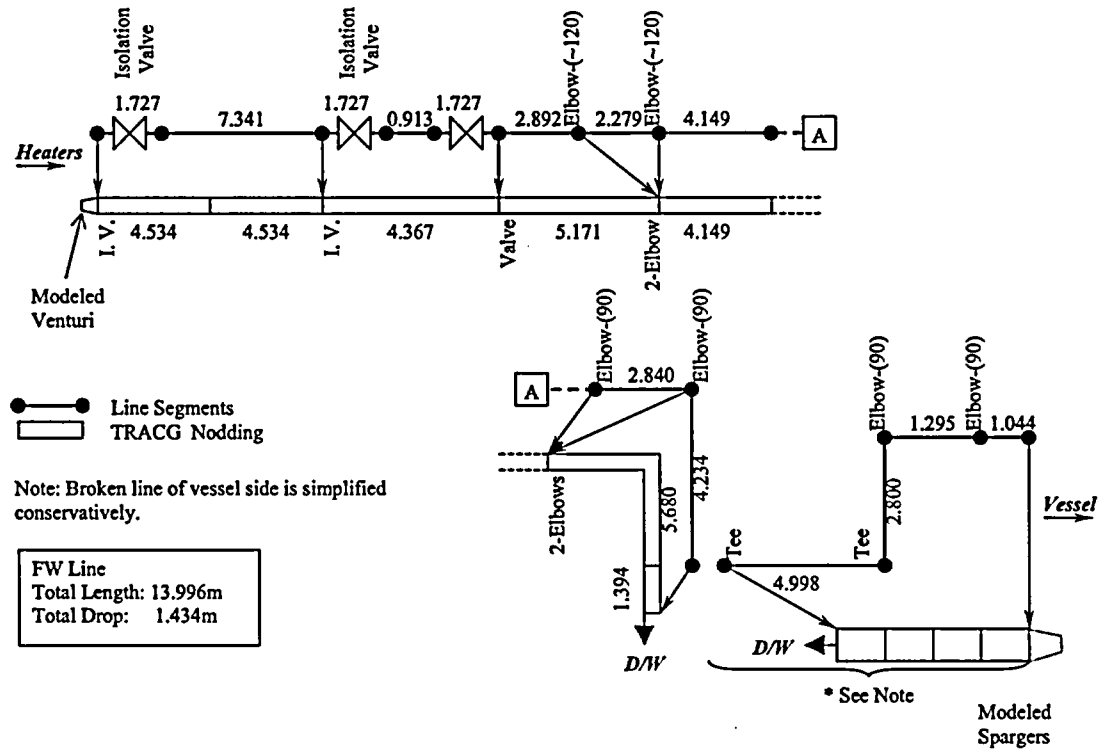 Isolation
Valve
Isolation
Valve
Elbow-(~120)
Elbow-(~120)
1.727
7.341
1.727
0.913
1.727
2.892
2.279
4.149
A
Heaters
I. V.
4.534
4.534
I. V.
4.367
Valve
5.171
2-Elbow
4.149
Modeled
Venturi
Elbow-(90)
Elbow-(90)
A
2.840
4.234
2-Elbows
5.680
1.394
D/W
Elbow-(90)
Elbow-(90)
1.295
1.044
2.800
Vessel
Tee
Tee
4.998
D/W
* See Note
Modeled
Spargers
Line Segments
TRACG Nodding
Note: Broken line of vessel side is simplified
conservatively.
FW Line
Total Length: 13.996m
Total Drop: 1.434m